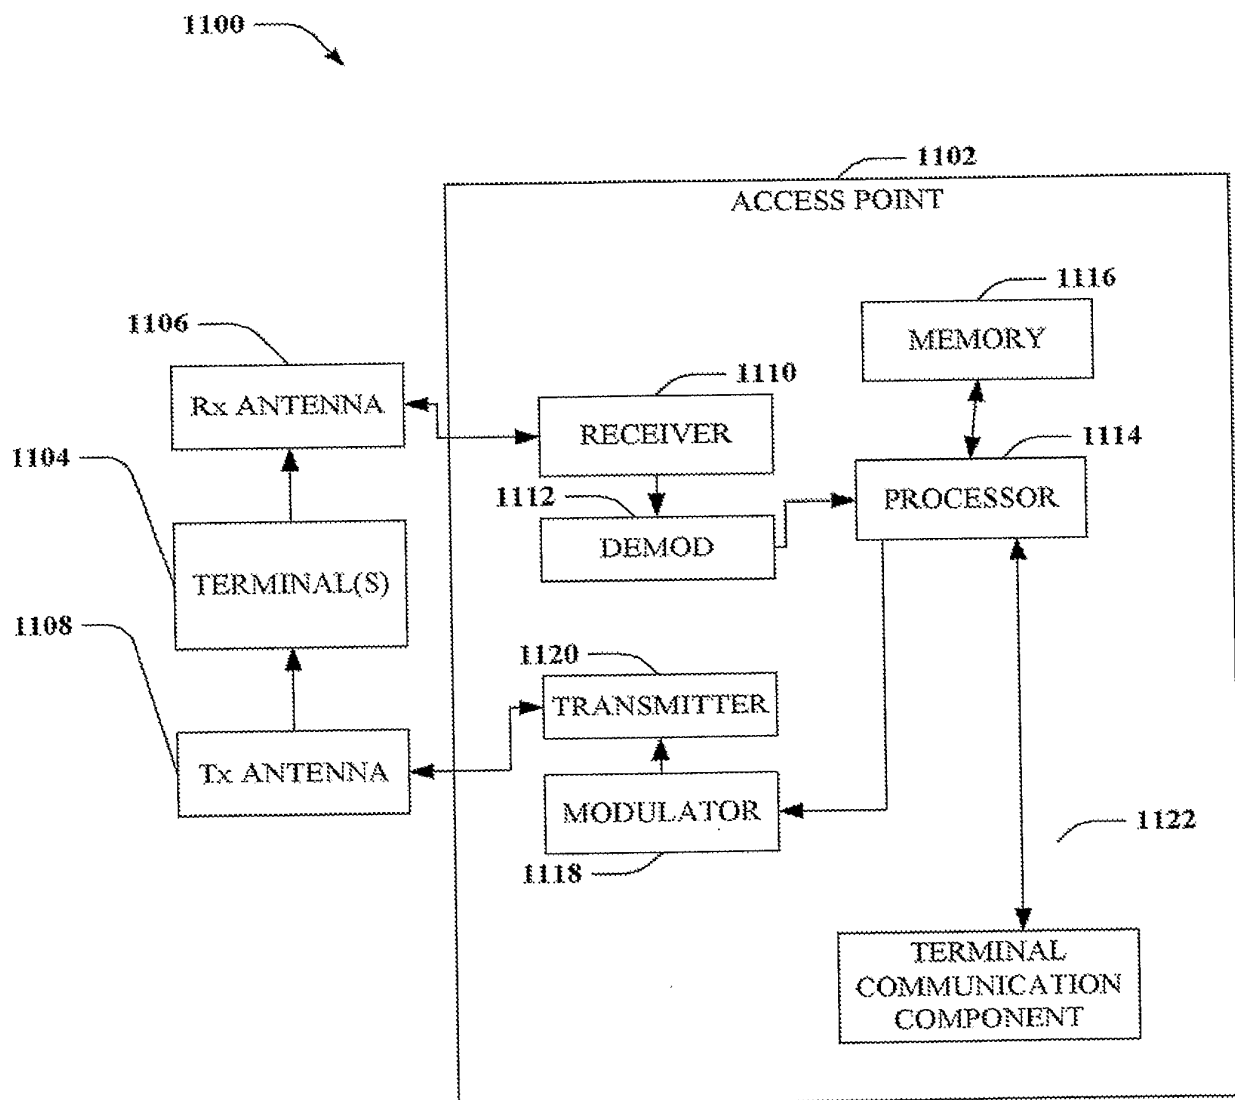 1100
1102
ACCESS POINT
1116
MEMORY
1106
Rx ANTENNA
1110
RECEIVER
1114
PROCESSOR
1104
TERMINAL(S)
1112
DEMOD
1108
Tx ANTENNA
1120
TRANSMITTER
MODULATOR
1118
1122
TERMINAL
COMMUNICATION
COMPONENT